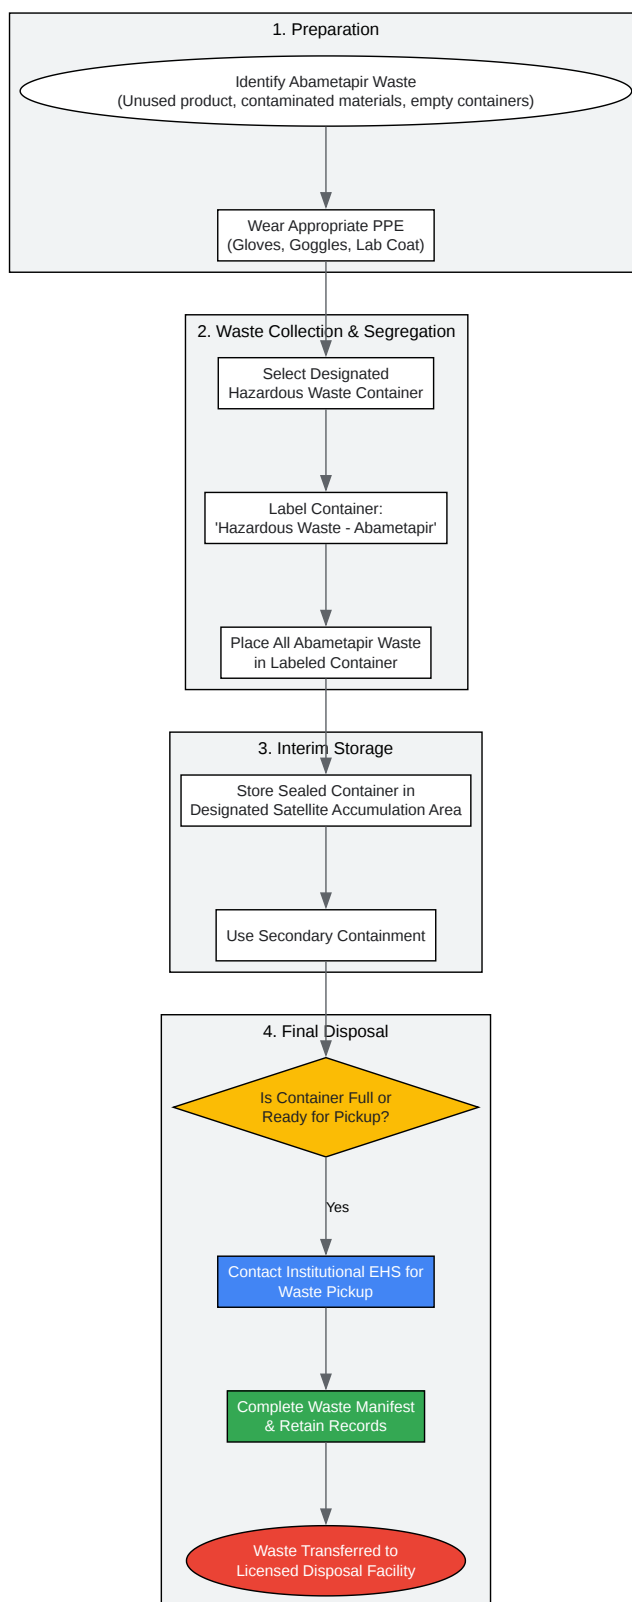 1. Preparation
Identify Abametapir Waste
(Unused product, contaminated materials, empty containers)
Wear Appropriate PPE
(Gloves, Goggles, Lab Coat)
2. Waste Collection & Segregation
Select Designated
Hazardous Waste Container
Label Container:
'Hazardous Waste - Abametapir'
Place All Abametapir Waste
in Labeled Container
3. Interim Storage
Store Sealed Container in
Designated Satellite Accumulation Area
Use Secondary Containment
4. Final Disposal
Is Container Full or
Ready for Pickup?
Yes
Contact Institutional EHS for
Waste Pickup
Complete Waste Manifest
& Retain Records
Waste Transferred to
Licensed Disposal Facility